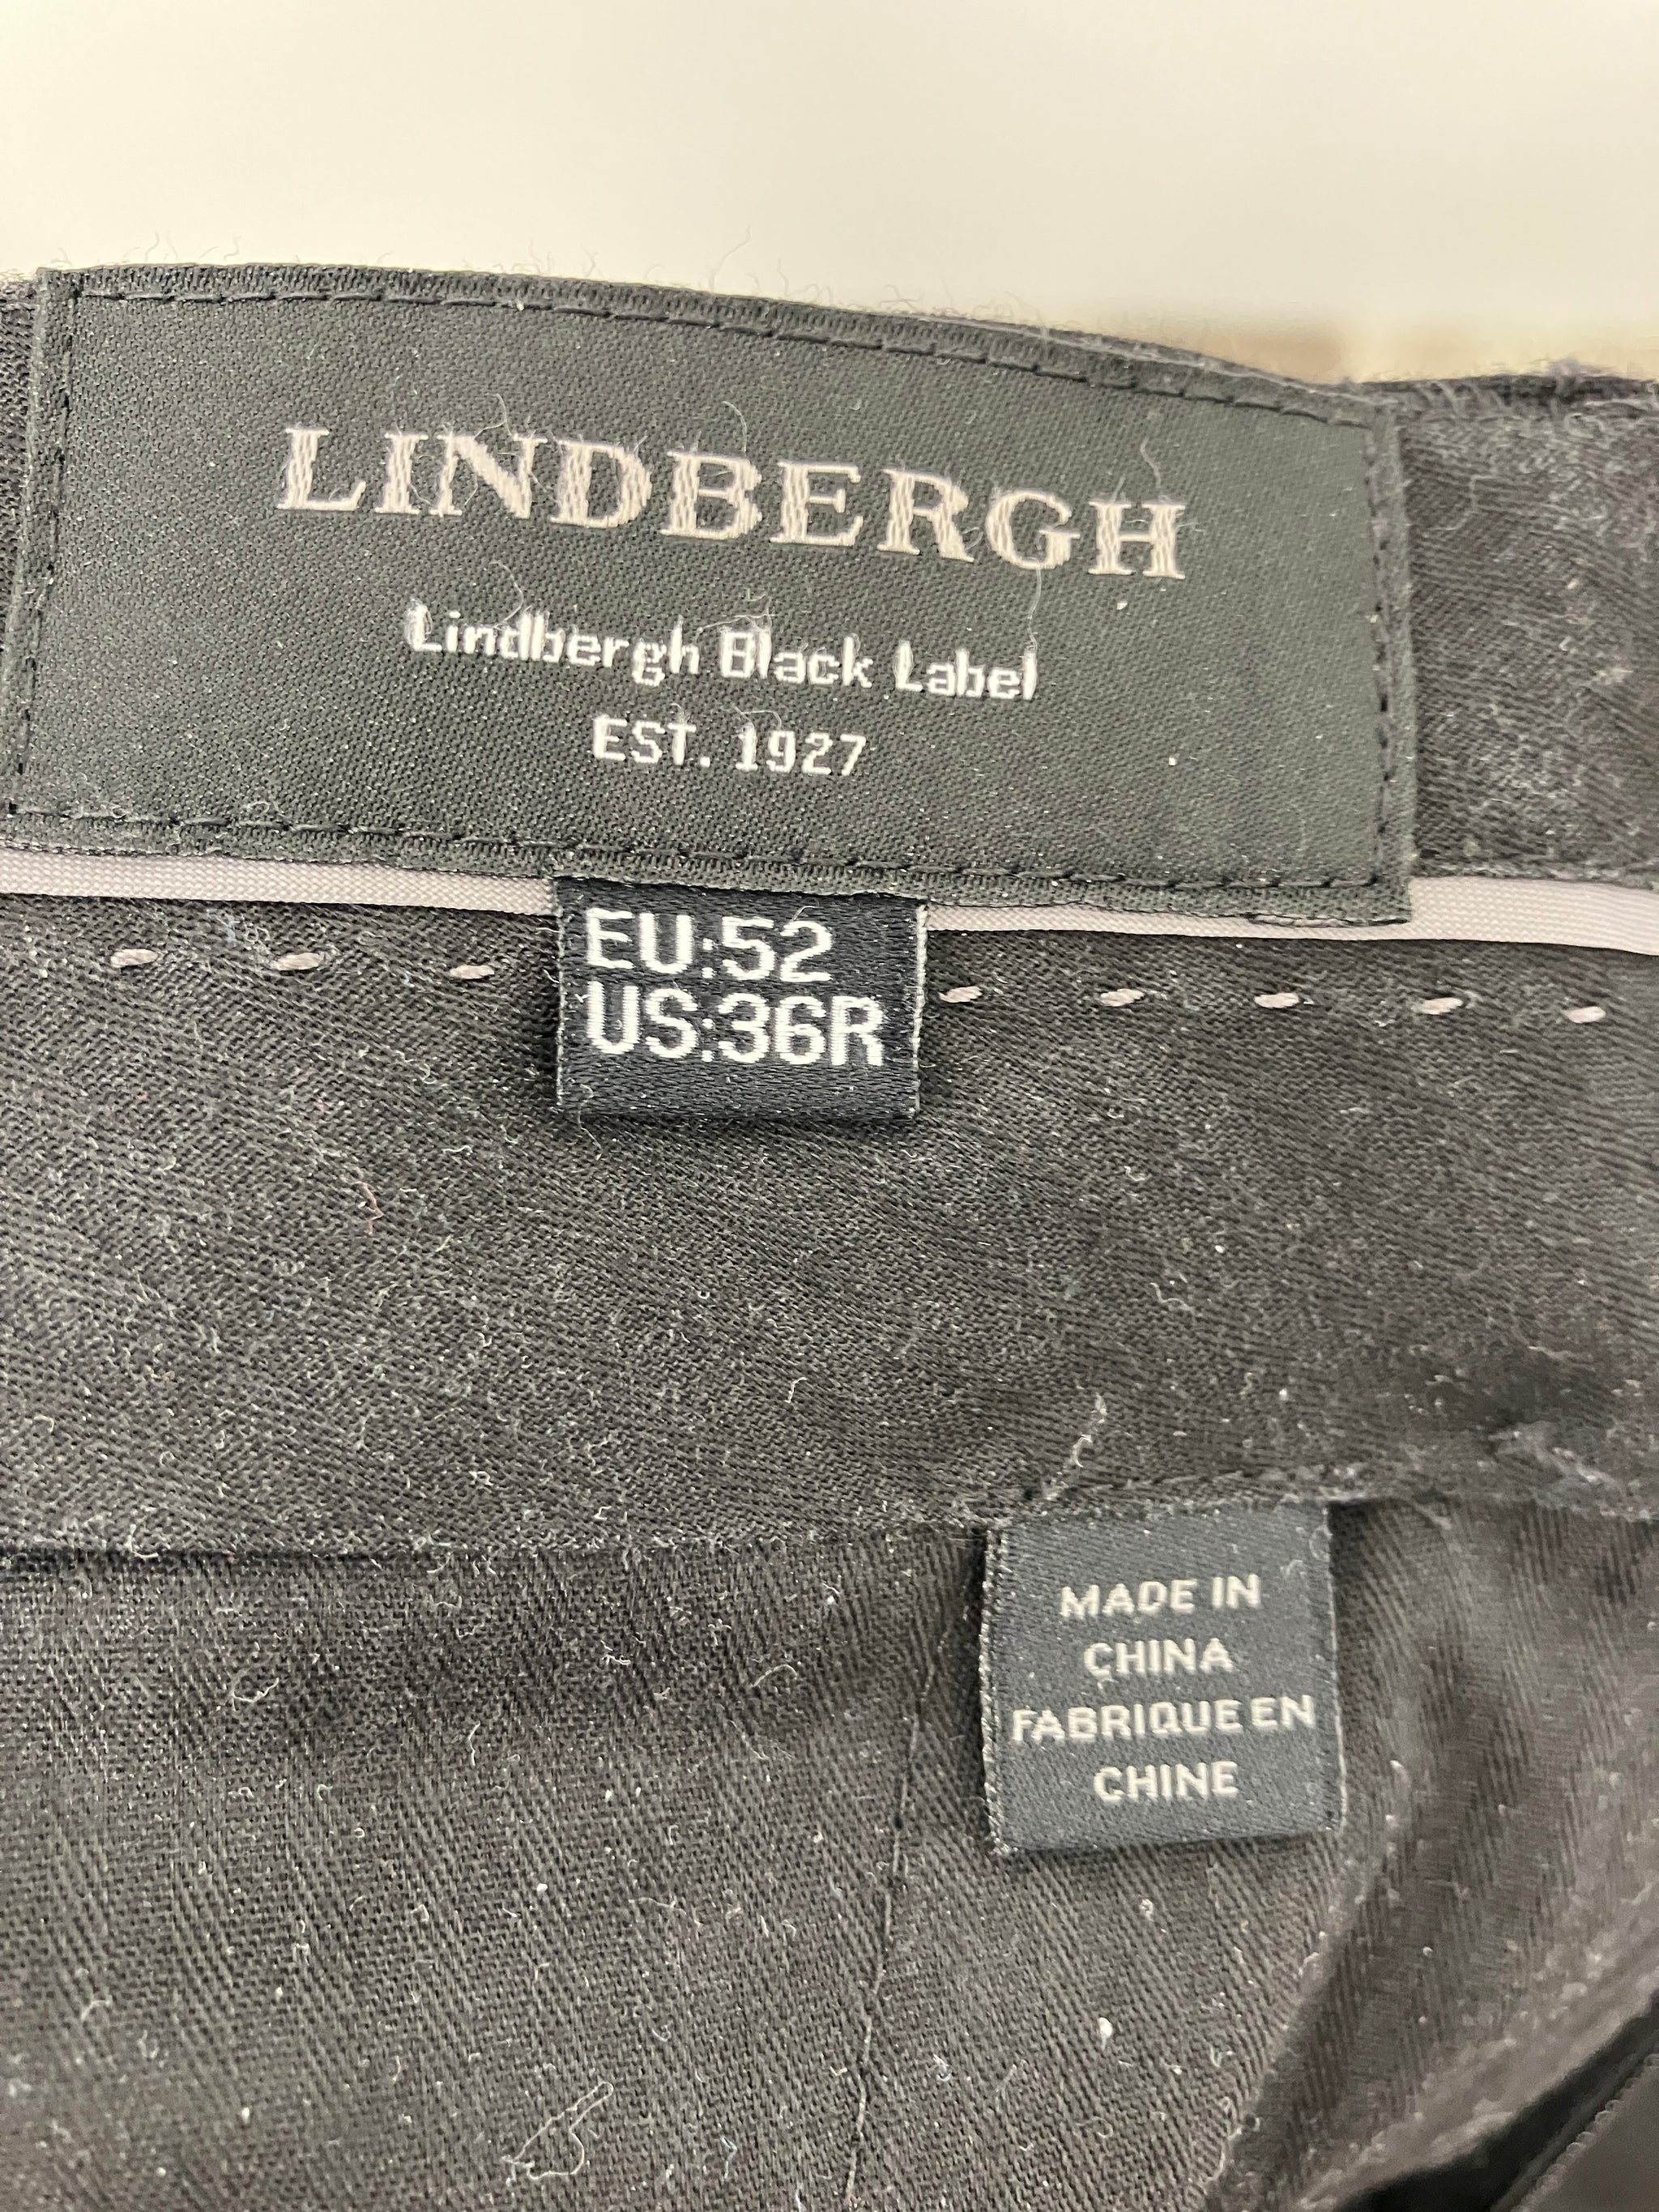 LINDBERGH
Lindbergh Black Label
EST. 1927
EU:52
US:36R
MADE IN
CHINA
FABRIQUE EN
CHINE